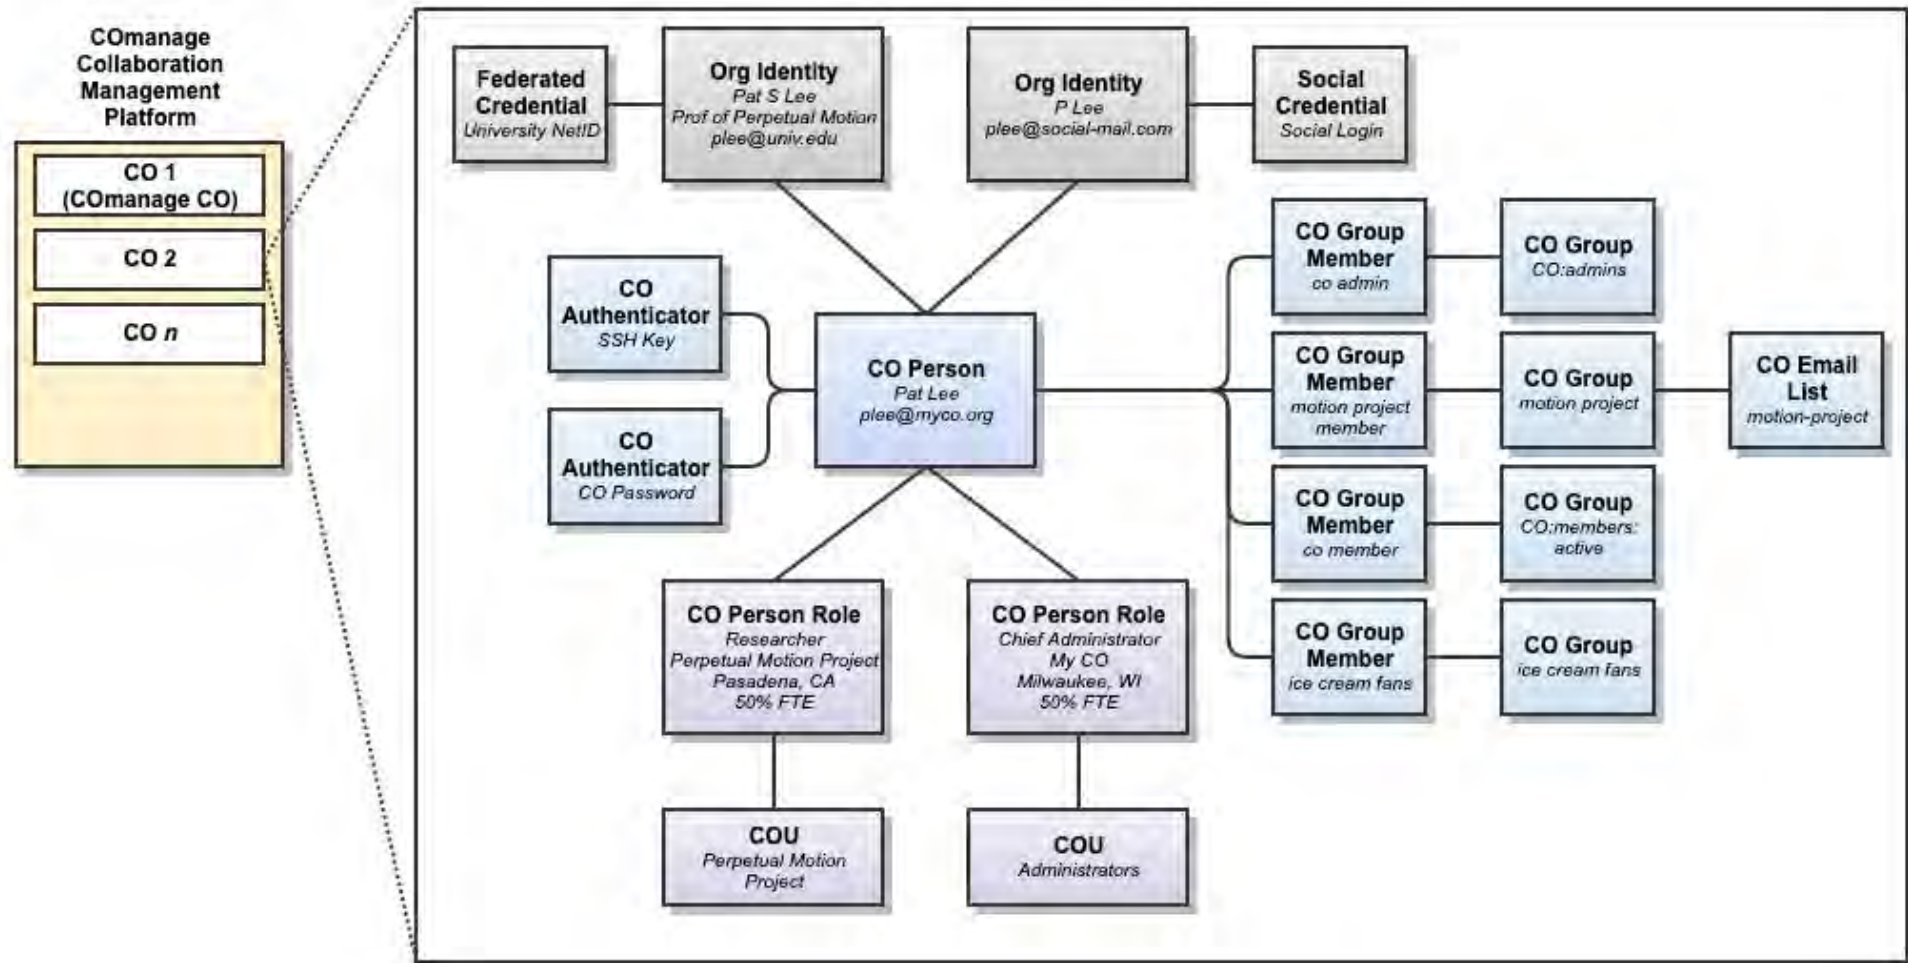 COmanage
Collaboration
Management
Platform
CO 1
(COmanage CO)
CO 2
CO n
Federated
Credential
University NetID
Org Identity
Pat S Lee
Prof of Perpetual Motion
plee@univ.edu
Org Identity
P Lee
plee@social-mail.com
Social
Credential
Social Login
CO
Authenticator
SSH Key
CO
Authenticator
CO Password
CO Person
Pat Lee
plee@myco.org
CO Group
Member
co admin
CO Group
CO:admins
CO Group
Member
motion project
member
CO Group
motion project
CO Email
List
motion-project
CO Group
Member
co member
CO Group
CO:members:
active
CO Group
Member
ice cream fans
CO Group
ice cream fans
CO Person Role
Researcher
Perpetual Motion Project
Pasadena, CA
50% FTE
CO Person Role
Chief Administrator
My CO
Milwaukee, WI
50% FTE
COU
Perpetual Motion
Project
COU
Administrators